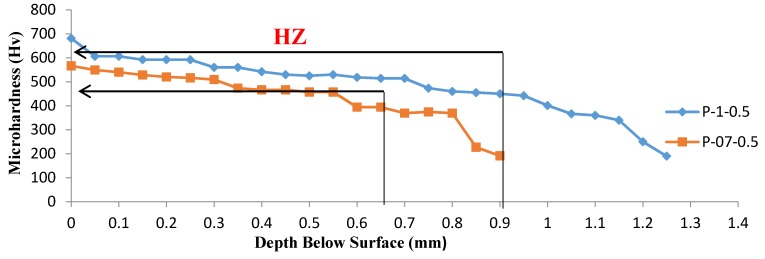 800
700
600
500
400
300
200
100
0
Microhardness (Hv)
HZ
P-1-0.5
P-07-0.5
0 0.1 0.2 0.3 0.4 0.5 0.6 0.7 0.8 0.9 1 1.1 1.2 1.3 1.4
Depth Below Surface (mm)